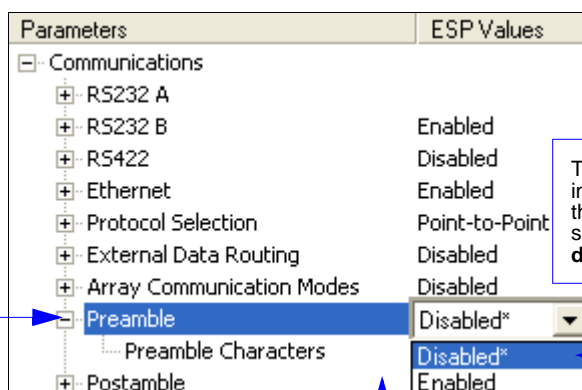 Parameters ESP Values
Communications
RS232 A
RS232 B Enabled
RS422 Disabled
Ethernet Enabled
Protocol Selection Point-to-Point
External Data Routing Disabled
Array Communication Modes Disabled
Preamble Disabled*
Preamble Characters Disabled*
Postamble Enabled